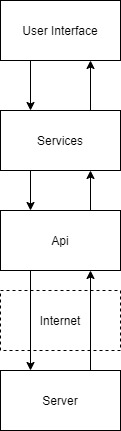 User Interface
Services
Api
Internet
Server